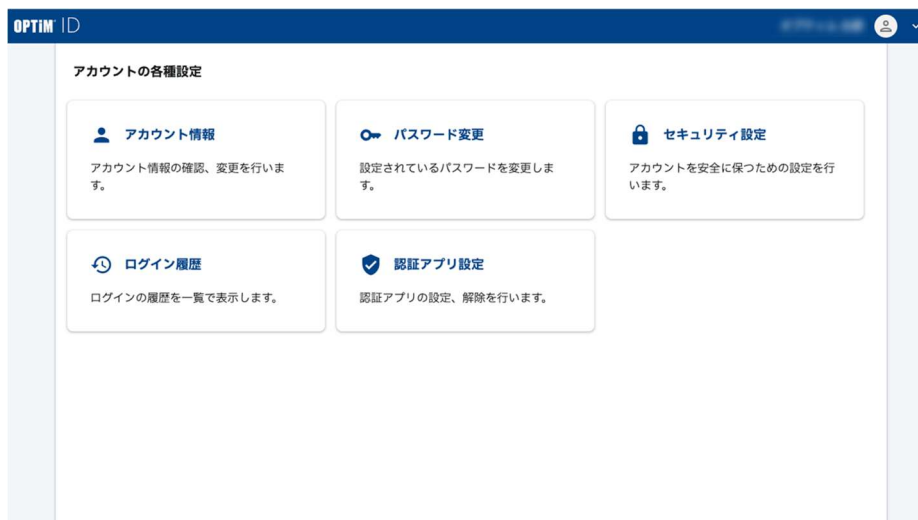 OPTiM ID
アカウントの各種設定
アカウント情報
アカウント情報の確認、変更を行いま
す。
パスワード変更
設定されているパスワードを変更しま
す。
セキュリティ設定
アカウントを安全に保つための設定を行
います。
ログイン履歴
ログインの履歴を一覧で表示します。
認証アプリ設定
認証アプリの設定、解除を行います。